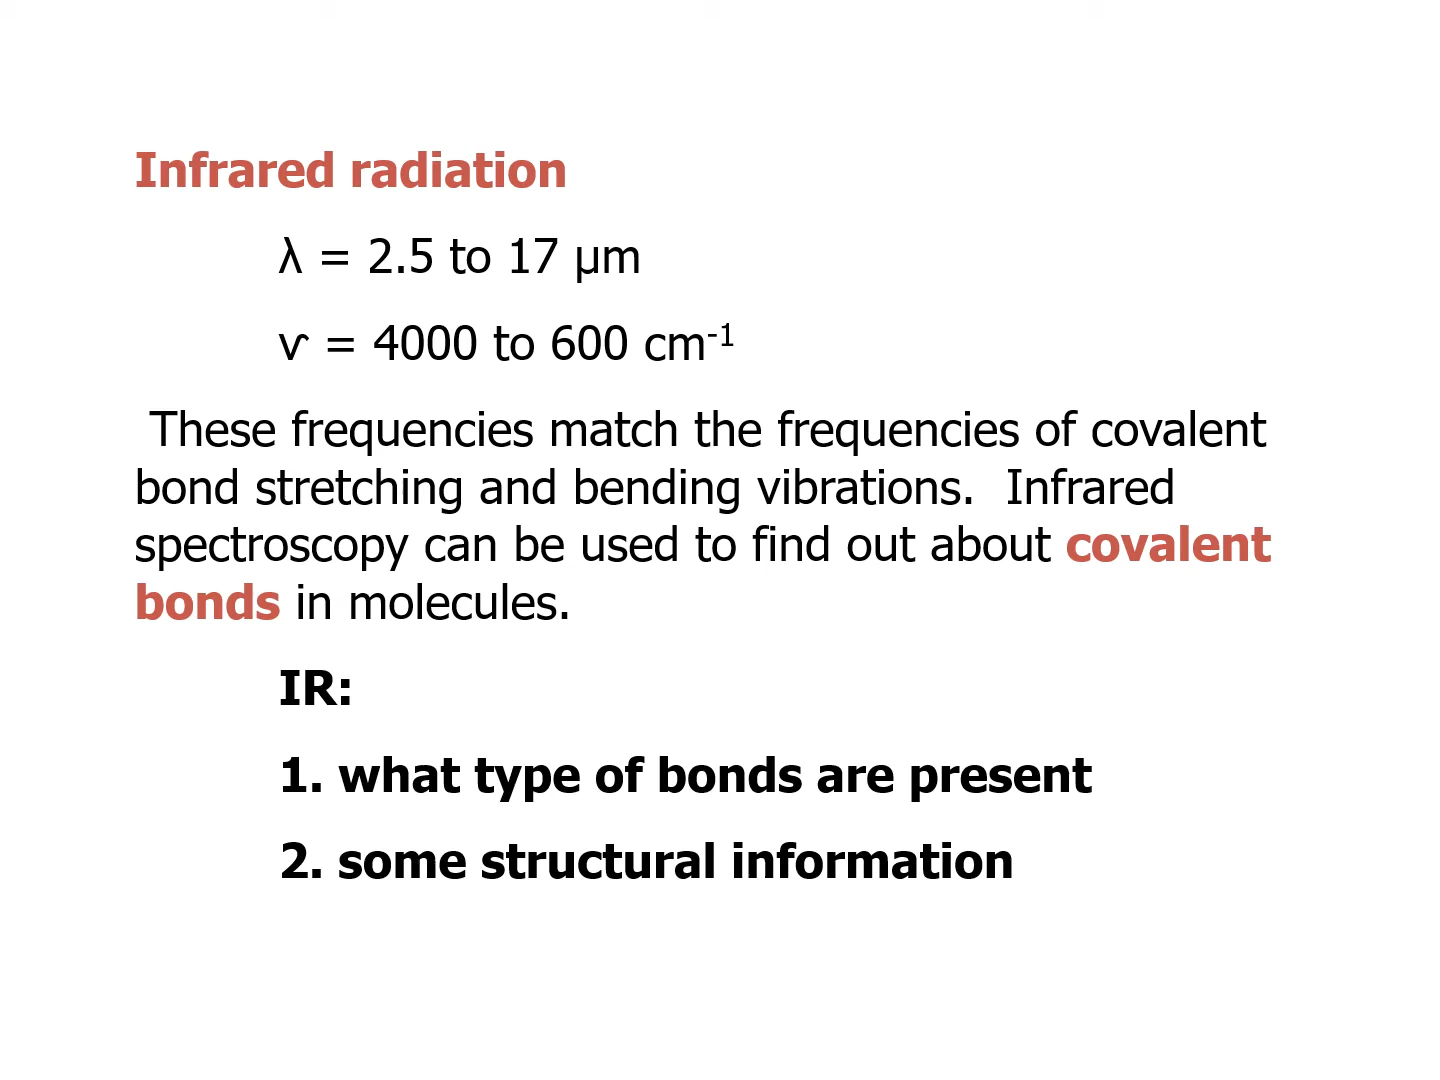 Infrared radiation
λ = 2.5 to 17 μm
ѵ = 4000 to 600 cm-1
These frequencies match the frequencies of covalent
bond stretching and bending vibrations.  Infrared
spectroscopy can be used to find out about covalent
bonds in molecules.
IR:
1. what type of bonds are present
2. some structural information